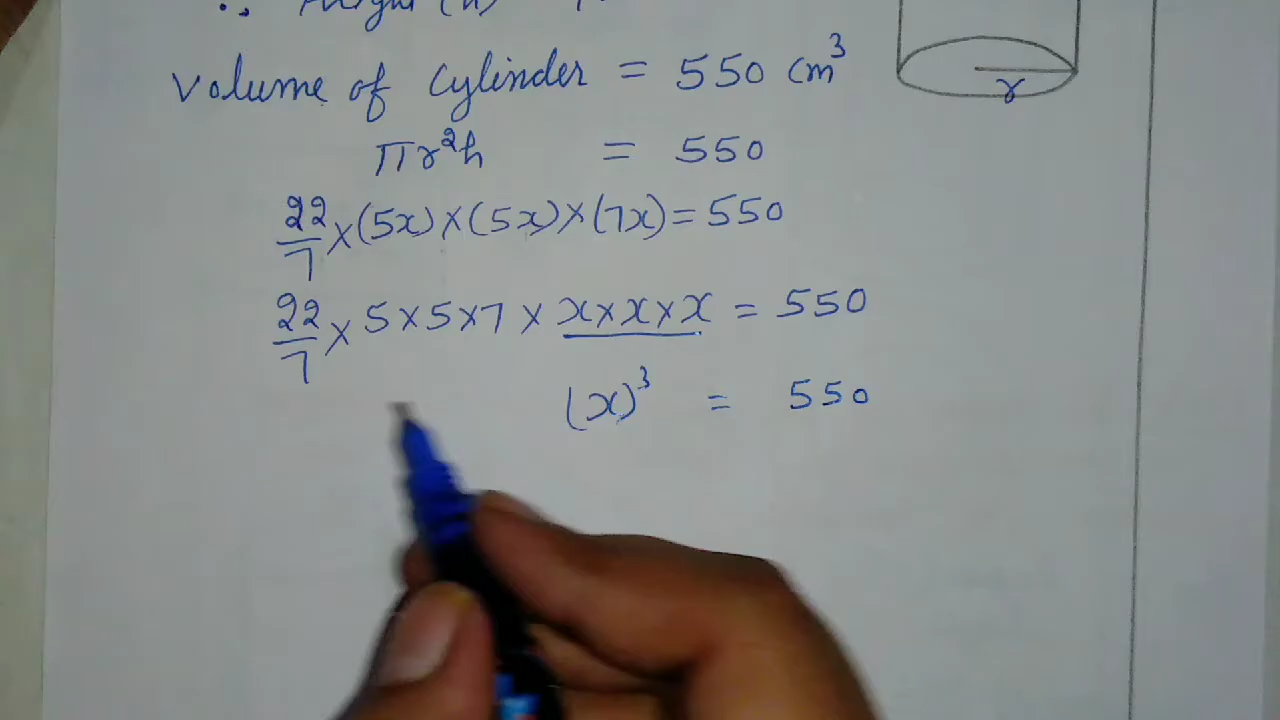 Volume of Cylinder = 550 cm³
r
πr²h = 550
22/7 × (5x) × (5x) × (7x) = 550
22/7 × 5 × 5 × 7 × x × x × x = 550
(x)³ = 550